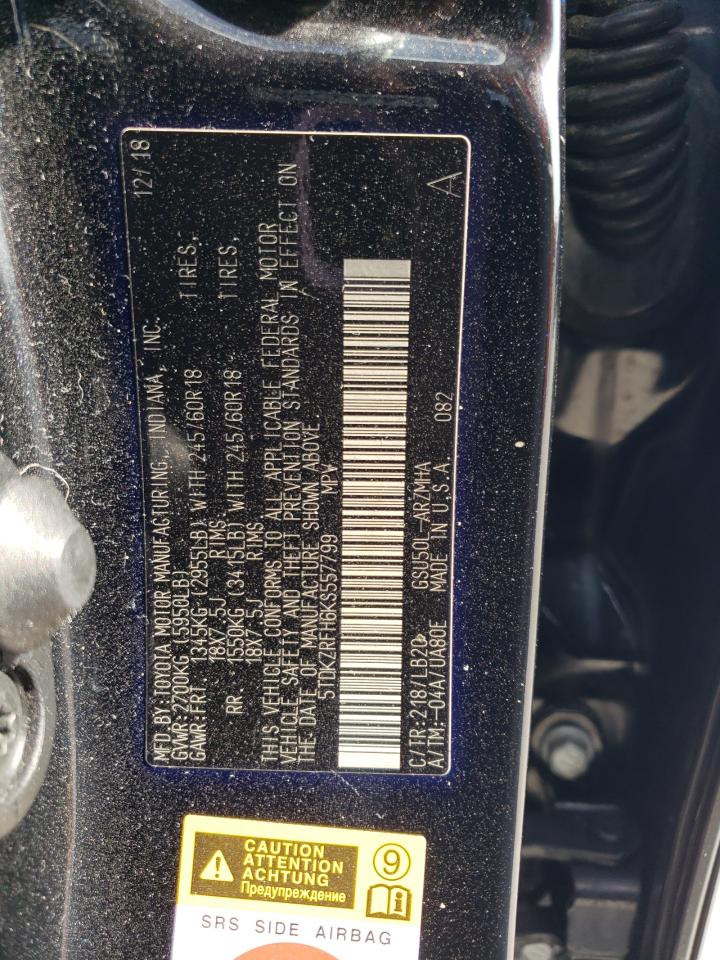 MFD. BY: TOYOTA MOTOR MANUFACTURING, INDIANA, INC. 12/18
GVWR: 2700KG (5950LB)
GAWR: FRT. 1345KG (2955LB) WITH 245/60R18 TIRES,
18X7.5J RIMS
RR. 1550KG (3415LB) WITH 245/60R18 TIRES,
18X7.5J RIMS
THIS VEHICLE CONFORMS TO ALL APPLICABLE FEDERAL MOTOR
VEHICLE SAFETY AND THEFT PREVENTION STANDARDS IN EFFECT ON
THE DATE OF MANUFACTURE SHOWN ABOVE.
5TDKZRFH6KS557799 MPV
C/TR: 218/LB20 GSU50L-ARZMHA 082
A/TM: -04A/UA80E MADE IN U.S.A. A
CAUTION
ATTENTION
ACHTUNG
Предупреждение
9
SRS SIDE AIRBAG